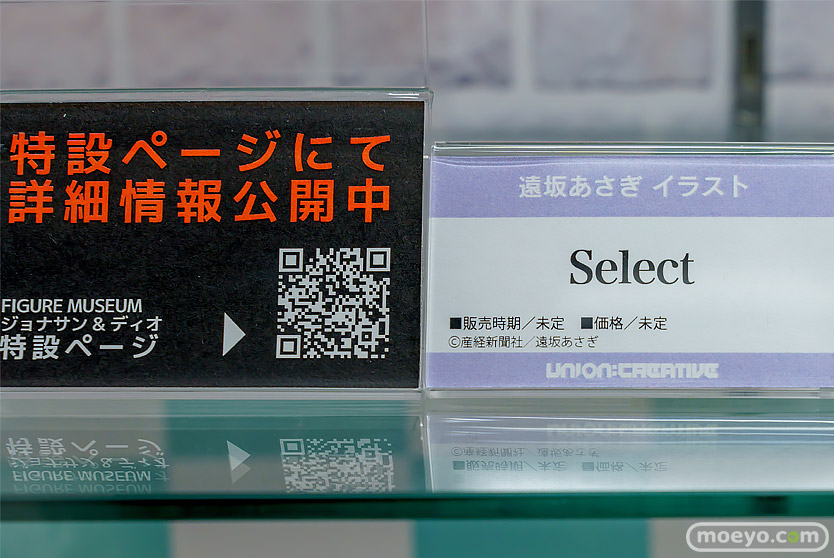 特設ページにて
詳細情報公開中
FIGURE MUSEUM
ジョナサン & ディオ
特設ページ
遠坂あさぎ イラスト
Select
■販売時期／未定 ■価格／未定
Ⓒ産経新聞社／遠坂あさぎ
UNION:CREATIVE
moeyo.com